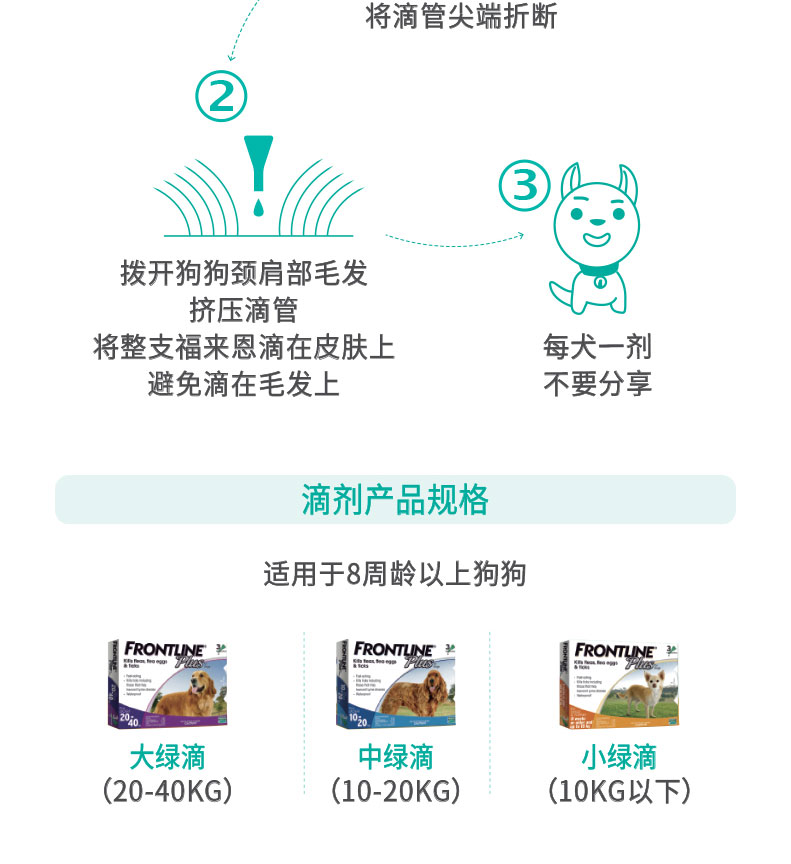 将滴管尖端折断
2
拨开狗狗颈肩部毛发
挤压滴管
将整支福来恩滴在皮肤上
避免滴在毛发上
3
每犬一剂
不要分享
滴剂产品规格
适用于8周龄以上狗狗
FRONTLINE
Plus
Kills fleas, flea eggs
& ticks
20-40
FRONTLINE
Plus
Kills fleas, flea eggs
& ticks
10-20
FRONTLINE
Plus
Kills fleas, flea eggs
& ticks
大绿滴
(20-40KG)
中绿滴
(10-20KG)
小绿滴
(10KG以下)